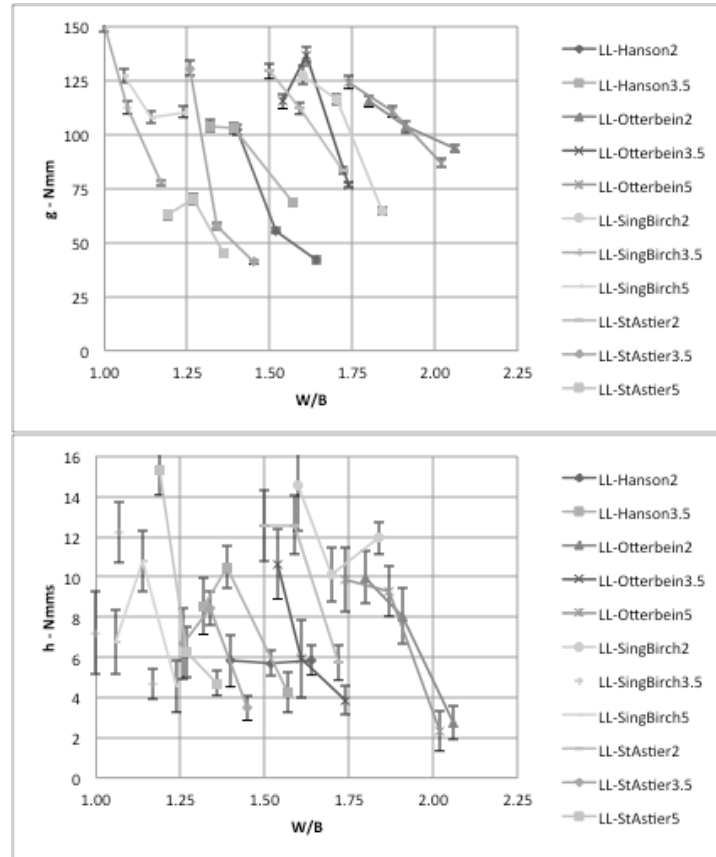 150
125
100
75
50
25
0
g - Nmm
1.00 1.25 1.50 1.75 2.00 2.25
W/B
LL-Hanson2
LL-Hanson3.5
LL-Otterbein2
LL-Otterbein3.5
LL-Otterbein5
LL-SingBirch2
LL-SingBirch3.5
LL-SingBirch5
LL-StAstier2
LL-StAstier3.5
LL-StAstier5
16
14
12
10
8
6
4
2
0
h - Nmms
1.00 1.25 1.50 1.75 2.00 2.25
W/B
LL-Hanson2
LL-Hanson3.5
LL-Otterbein2
LL-Otterbein3.5
LL-Otterbein5
LL-SingBirch2
LL-SingBirch3.5
LL-SingBirch5
LL-StAstier2
LL-StAstier3.5
LL-StAstier5